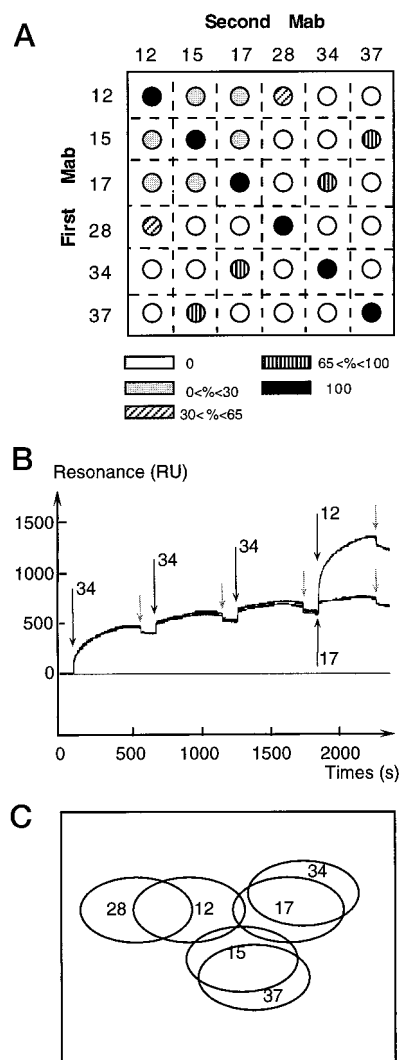 A
Second Mab
12 15 17 28 34 37
First Mab
12
15
17
28
34
37
0
65<%<100
0<%<30
100
30<%<65
B
Resonance (RU)
1500
1000
500
0
34
34
34
12
17
0 500 1000 1500 2000
Times (s)
C
28
12
34
17
15
37